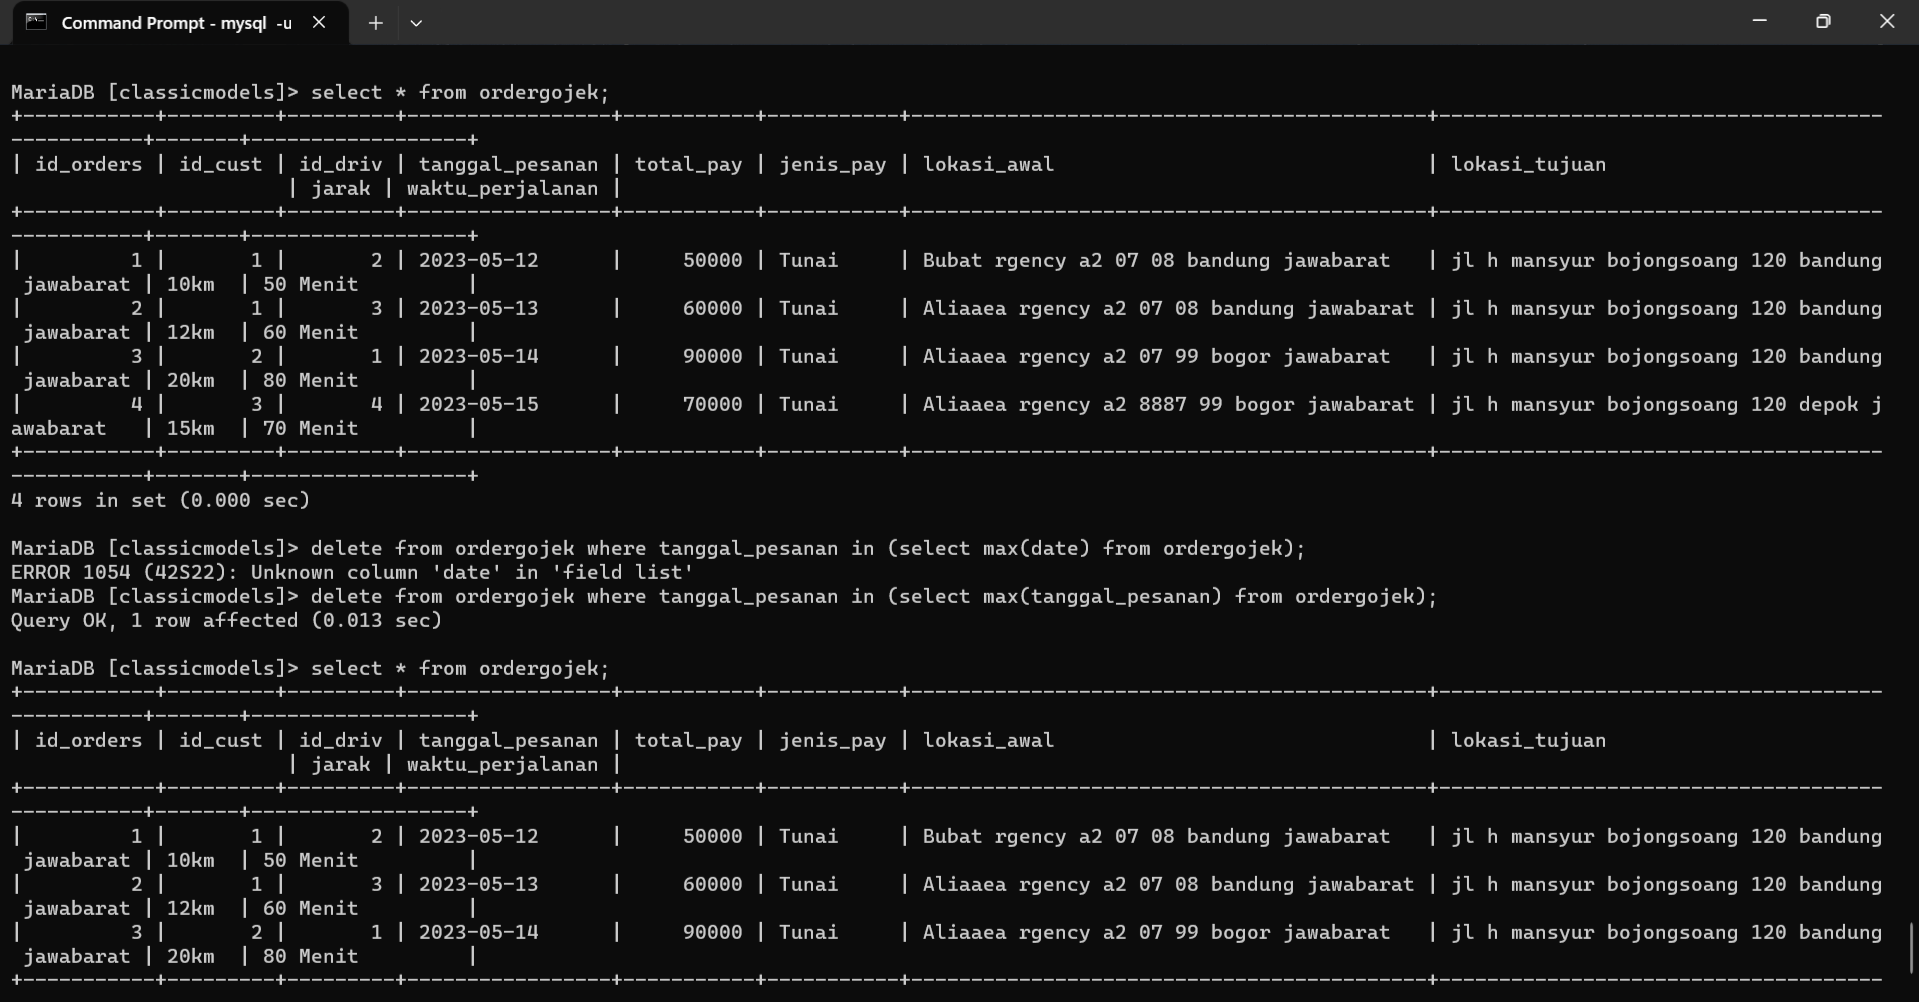 Command Prompt - mysql -u
MariaDB [classicmodels]> select * from ordergojek;
+-----------+---------+---------+-----------------+-----------+-----------+-------------------------------------------+-------------------------------------
-----------+-------+------------------+
| id_orders | id_cust | id_driv | tanggal_pesanan | total_pay | jenis_pay | lokasi_awal                               | lokasi_tujuan
                       | jarak | waktu_perjalanan |
+-----------+---------+---------+-----------------+-----------+-----------+-------------------------------------------+-------------------------------------
-----------+-------+------------------+
|         1 |       1 |       2 | 2023-05-12      |     50000 | Tunai     | Bubat rgency a2 07 08 bandung jawabarat   | jl h mansyur bojongsoang 120 bandung
 jawabarat | 10km  | 50 Menit         |
|         2 |       1 |       3 | 2023-05-13      |     60000 | Tunai     | Aliaaea rgency a2 07 08 bandung jawabarat | jl h mansyur bojongsoang 120 bandung
 jawabarat | 12km  | 60 Menit         |
|         3 |       2 |       1 | 2023-05-14      |     90000 | Tunai     | Aliaaea rgency a2 07 99 bogor jawabarat   | jl h mansyur bojongsoang 120 bandung
 jawabarat | 20km  | 80 Menit         |
|         4 |       3 |       4 | 2023-05-15      |     70000 | Tunai     | Aliaaea rgency a2 8887 99 bogor jawabarat | jl h mansyur bojongsoang 120 depok j
awabarat   | 15km  | 70 Menit         |
+-----------+---------+---------+-----------------+-----------+-----------+-------------------------------------------+-------------------------------------
-----------+-------+------------------+
4 rows in set (0.000 sec)
MariaDB [classicmodels]> delete from ordergojek where tanggal_pesanan in (select max(date) from ordergojek);
ERROR 1054 (42S22): Unknown column 'date' in 'field list'
MariaDB [classicmodels]> delete from ordergojek where tanggal_pesanan in (select max(tanggal_pesanan) from ordergojek);
Query OK, 1 row affected (0.013 sec)
MariaDB [classicmodels]> select * from ordergojek;
+-----------+---------+---------+-----------------+-----------+-----------+-------------------------------------------+-------------------------------------
-----------+-------+------------------+
| id_orders | id_cust | id_driv | tanggal_pesanan | total_pay | jenis_pay | lokasi_awal                               | lokasi_tujuan
                       | jarak | waktu_perjalanan |
+-----------+---------+---------+-----------------+-----------+-----------+-------------------------------------------+-------------------------------------
-----------+-------+------------------+
|         1 |       1 |       2 | 2023-05-12      |     50000 | Tunai     | Bubat rgency a2 07 08 bandung jawabarat   | jl h mansyur bojongsoang 120 bandung
 jawabarat | 10km  | 50 Menit         |
|         2 |       1 |       3 | 2023-05-13      |     60000 | Tunai     | Aliaaea rgency a2 07 08 bandung jawabarat | jl h mansyur bojongsoang 120 bandung
 jawabarat | 12km  | 60 Menit         |
|         3 |       2 |       1 | 2023-05-14      |     90000 | Tunai     | Aliaaea rgency a2 07 99 bogor jawabarat   | jl h mansyur bojongsoang 120 bandung
 jawabarat | 20km  | 80 Menit         |
+-----------+---------+---------+-----------------+-----------+-----------+-------------------------------------------+-------------------------------------